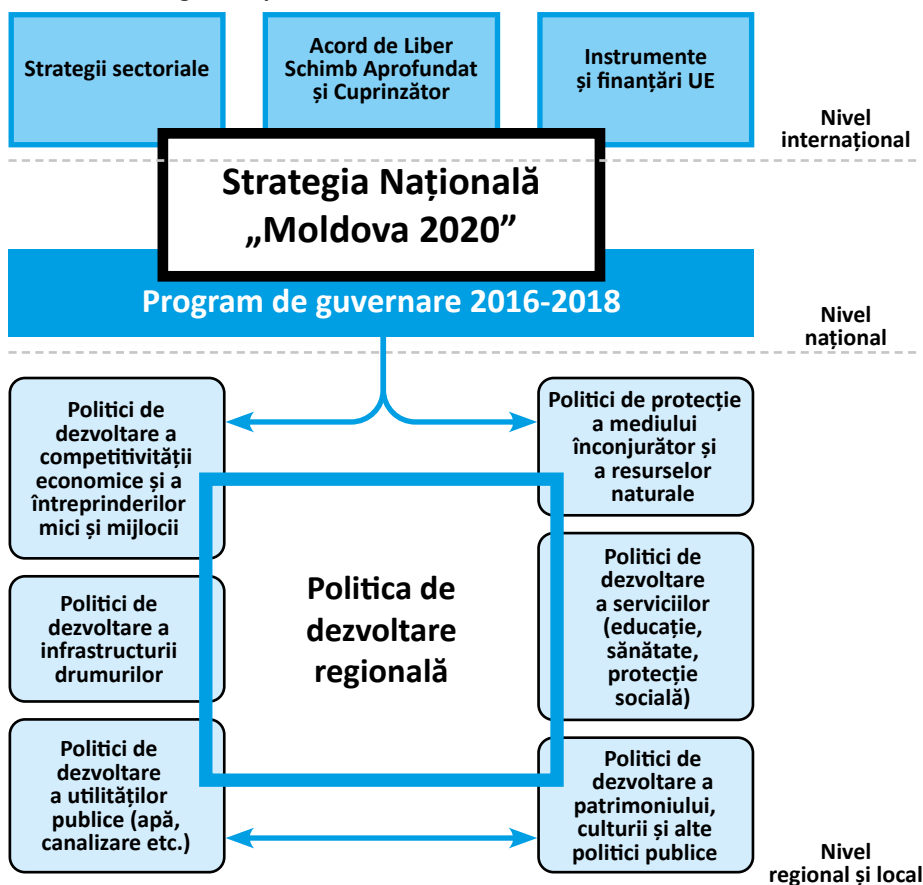 Strategii sectoriale
Acord de Liber
Schimb Aprofundat
și Cuprinzător
Instrumente
și finanțări UE
Nivel
internațional
Strategia Națională
„Moldova 2020”
Program de guvernare 2016-2018
Nivel
național
Politici de
dezvoltare a
competitivității
economice și a
întreprinderilor
mici și mijlocii
Politici de protecție
a mediului
înconjurător și
a resurselor
naturale
Politica de
dezvoltare
regională
Politici de
dezvoltare a
infrastructurii
drumurilor
Politici de
dezvoltare
a serviciilor
(educație,
sănătate,
protecție
socială)
Politici de
dezvoltare
a utilităților
publice (apă,
canalizare etc.)
Politici de
dezvoltare a
patrimoniului,
culturii și alte
politici publice
Nivel
regional și local